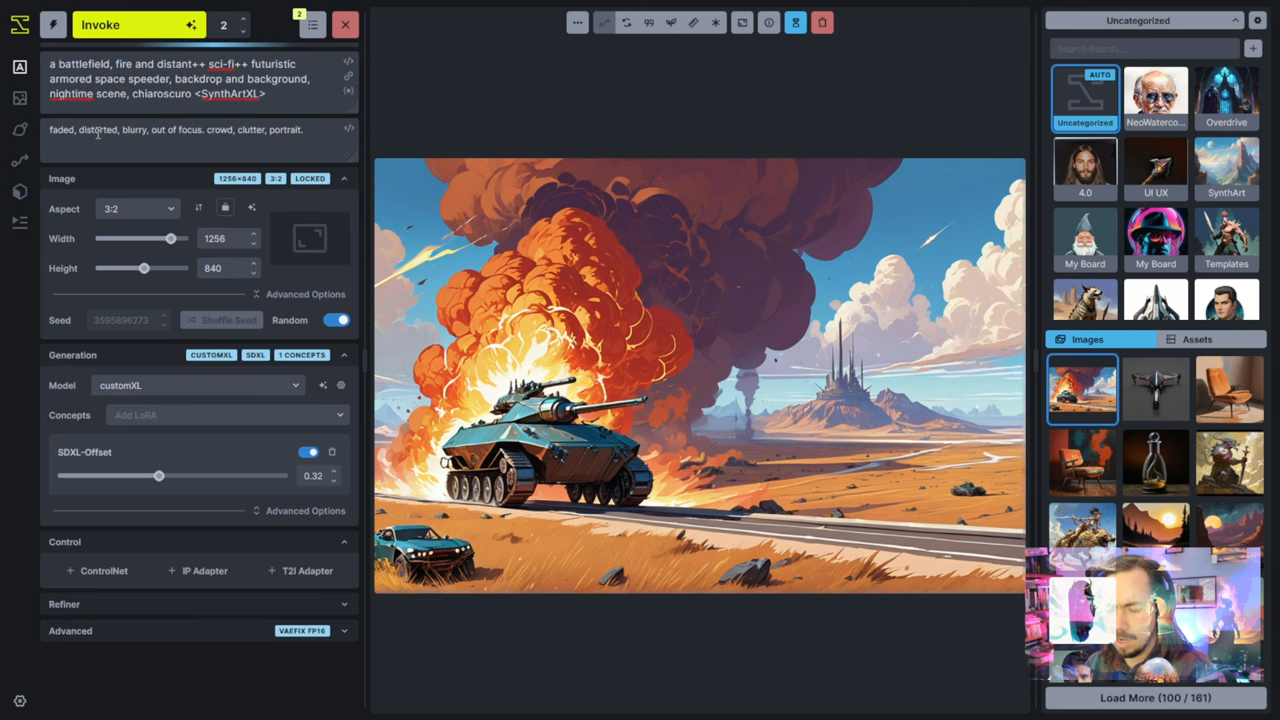 Invoke
2
2
a battlefield, fire and distant++ sci-fi++ futuristic
armored space speeder, backdrop and background,
nightime scene, chiaroscuro <SynthArtXL>
faded, distorted, blurry, out of focus. crowd, clutter, portrait.
Image
1256×840
3:2
LOCKED
Aspect
3:2
Width
1256
Height
840
Advanced Options
Seed
3595896273
Shuffle Seed
Random
Generation
CUSTOMXL
SDXL
1 CONCEPTS
Model
customXL
Concepts
Add LoRA
SDXL-Offset
0.32
Advanced Options
Control
+ ControlNet
+ IP Adapter
+ T2I Adapter
Refiner
Advanced
VAEFIX FP16
Uncategorized
Search Boards...
AUTO
Uncategorized
NeoWaterco...
Overdrive
4.0
UI UX
SynthArt
My Board
My Board
Templates
Images
Assets
Load More (100 / 161)